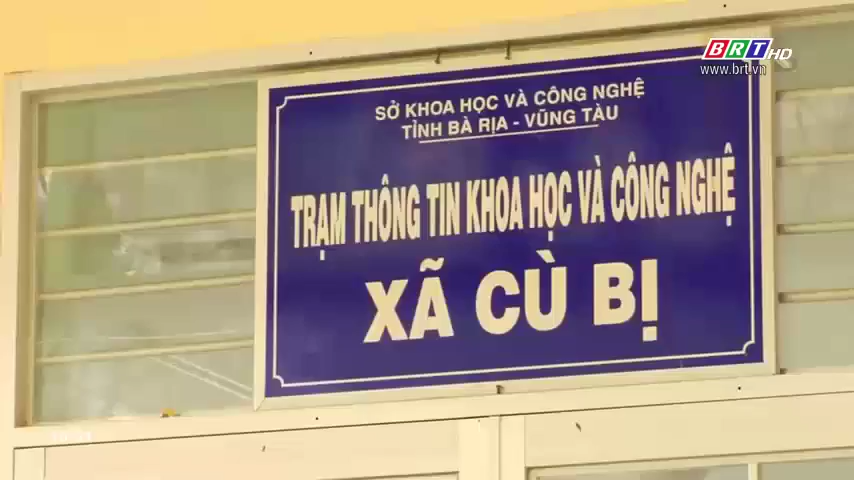 BRT HD
www.brt.vn
SỞ KHOA HỌC VÀ CÔNG NGHỆ
TỈNH BÀ RỊA - VŨNG TÀU
TRẠM THÔNG TIN KHOA HỌC VÀ CÔNG NGHỆ
XÃ CÙ BỊ